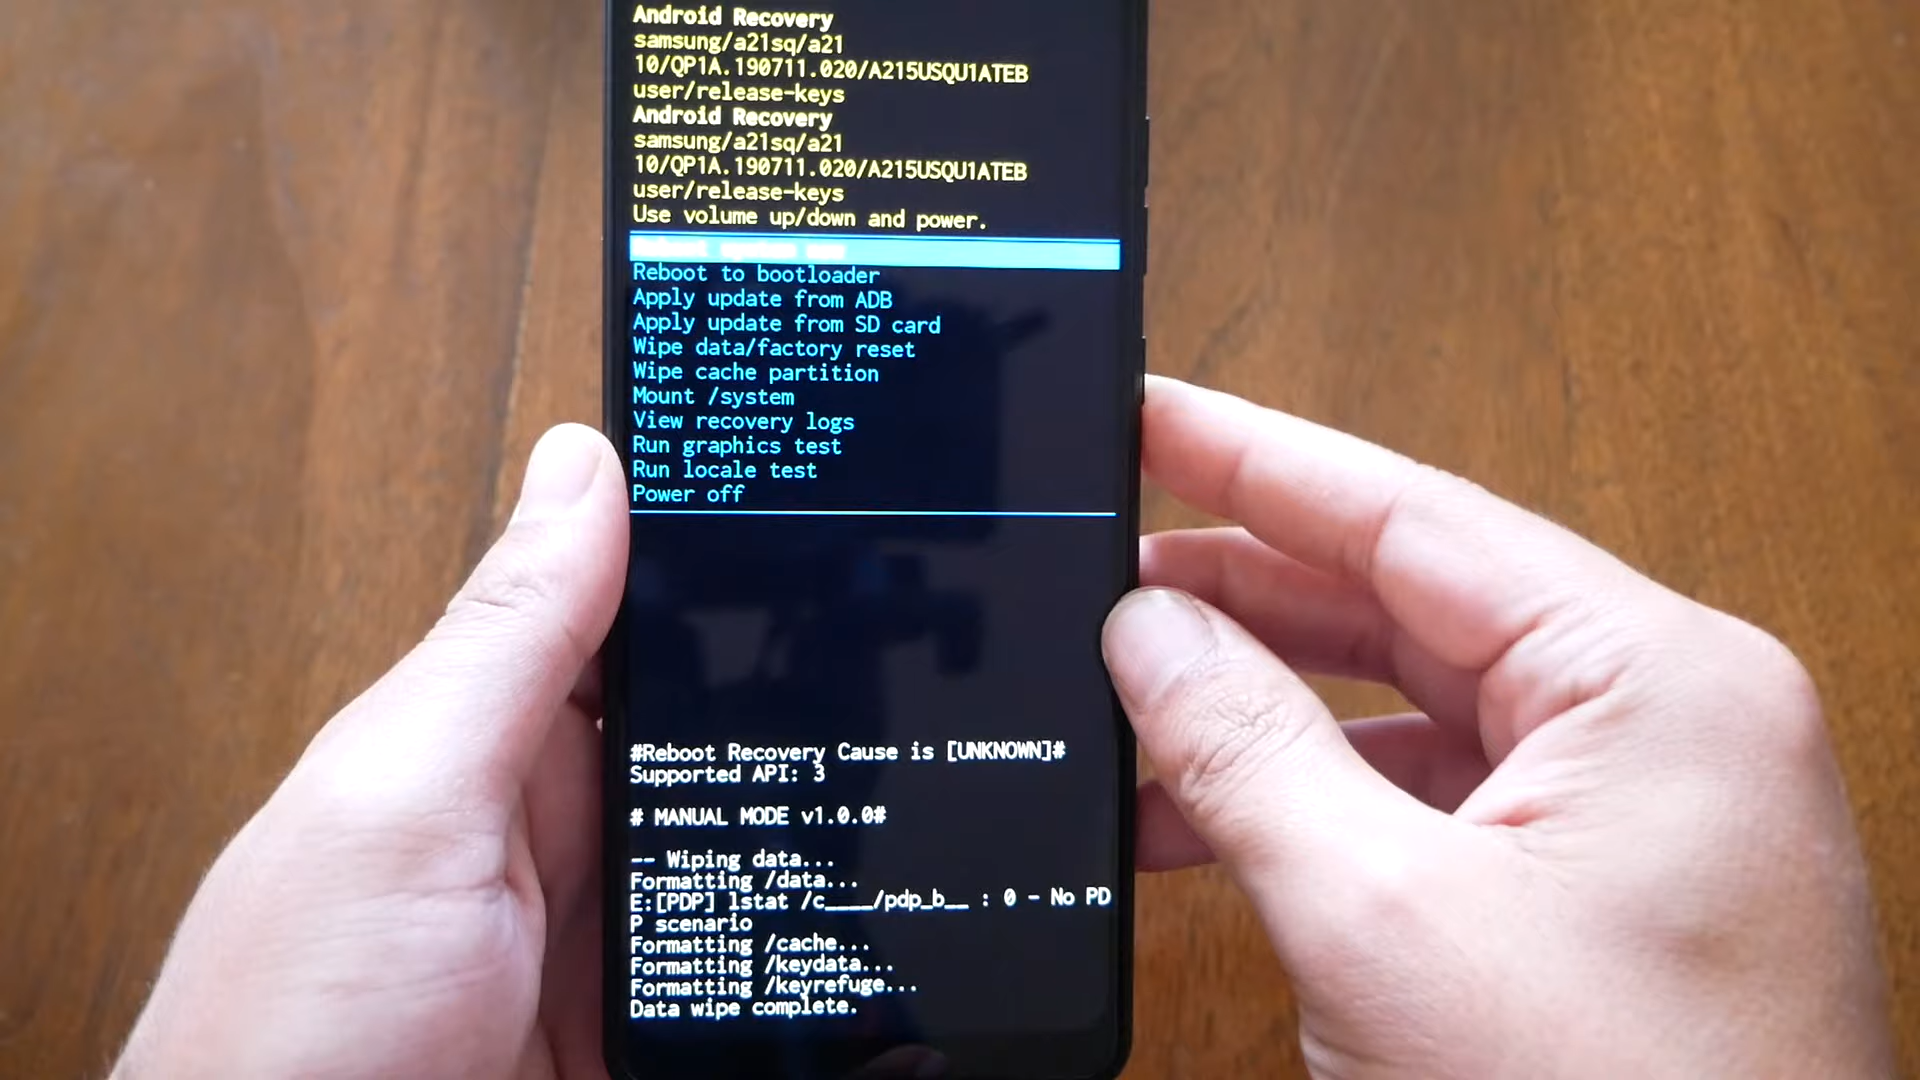 Android Recovery
samsung/a21sq/a21
10/QP1A.190711.020/A215USQU1ATEB
user/release-keys
Android Recovery
samsung/a21sq/a21
10/QP1A.190711.020/A215USQU1ATEB
user/release-keys
Use volume up/down and power.
Reboot system now
Reboot to bootloader
Apply update from ADB
Apply update from SD card
Wipe data/factory reset
Wipe cache partition
Mount /system
View recovery logs
Run graphics test
Run locale test
Power off
#Reboot Recovery Cause is [UNKNOWN]#
Supported API: 3
# MANUAL MODE v1.0.0#
-- Wiping data...
Formatting /data...
E:[PDP] lstat /c____/pdp_b__ : 0 - No PD
P scenario
Formatting /cache...
Formatting /keydata...
Formatting /keyrefuge...
Data wipe complete.